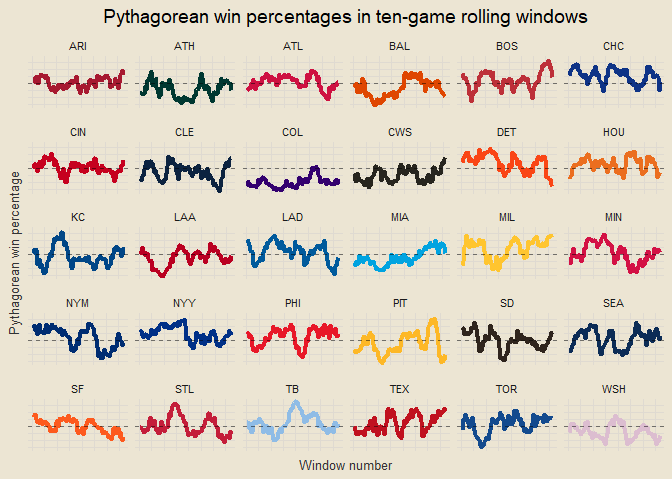 Pythagorean win percentages in ten-game rolling windows
ARI ATH ATL BAL BOS CHC
CIN CLE COL CWS DET HOU
KC LAA LAD MIA MIL MIN
NYM NYY PHI PIT SD SEA
SF STL TB TEX TOR WSH
Pythagorean win percentage
Window number